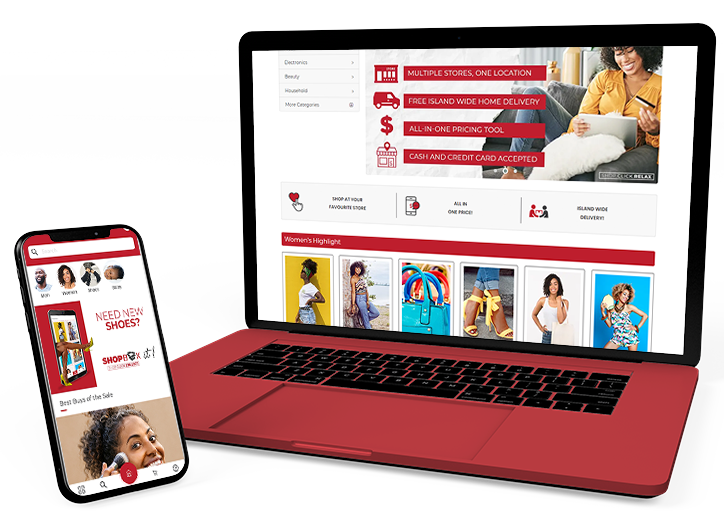 Electronics
Beauty
Household
More Categories
MULTIPLE STORES, ONE LOCATION
FREE ISLAND WIDE HOME DELIVERY
ALL-IN-ONE PRICING TOOL
CASH AND CREDIT CARD ACCEPTED
SHOP AT YOUR
FAVOURITE STORE
ALL IN
ONE PRICE!
ISLAND WIDE
DELIVERY!
Women's Highlight
Men
Women
NEED NEW
SHOES?
it!
Best Buys of the Sale